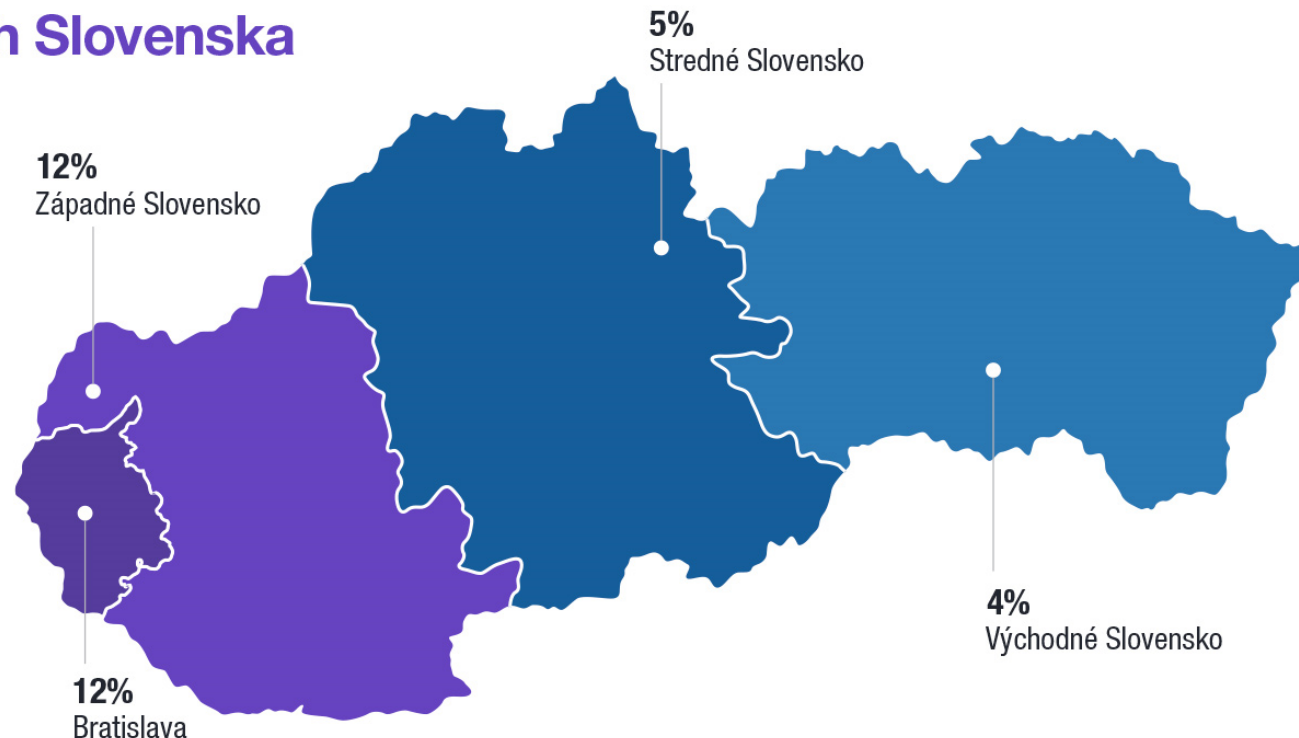 Slovenska
5%
Stredné Slovensko
12%
Západné Slovensko
4%
Východné Slovensko
12%
Bratislava